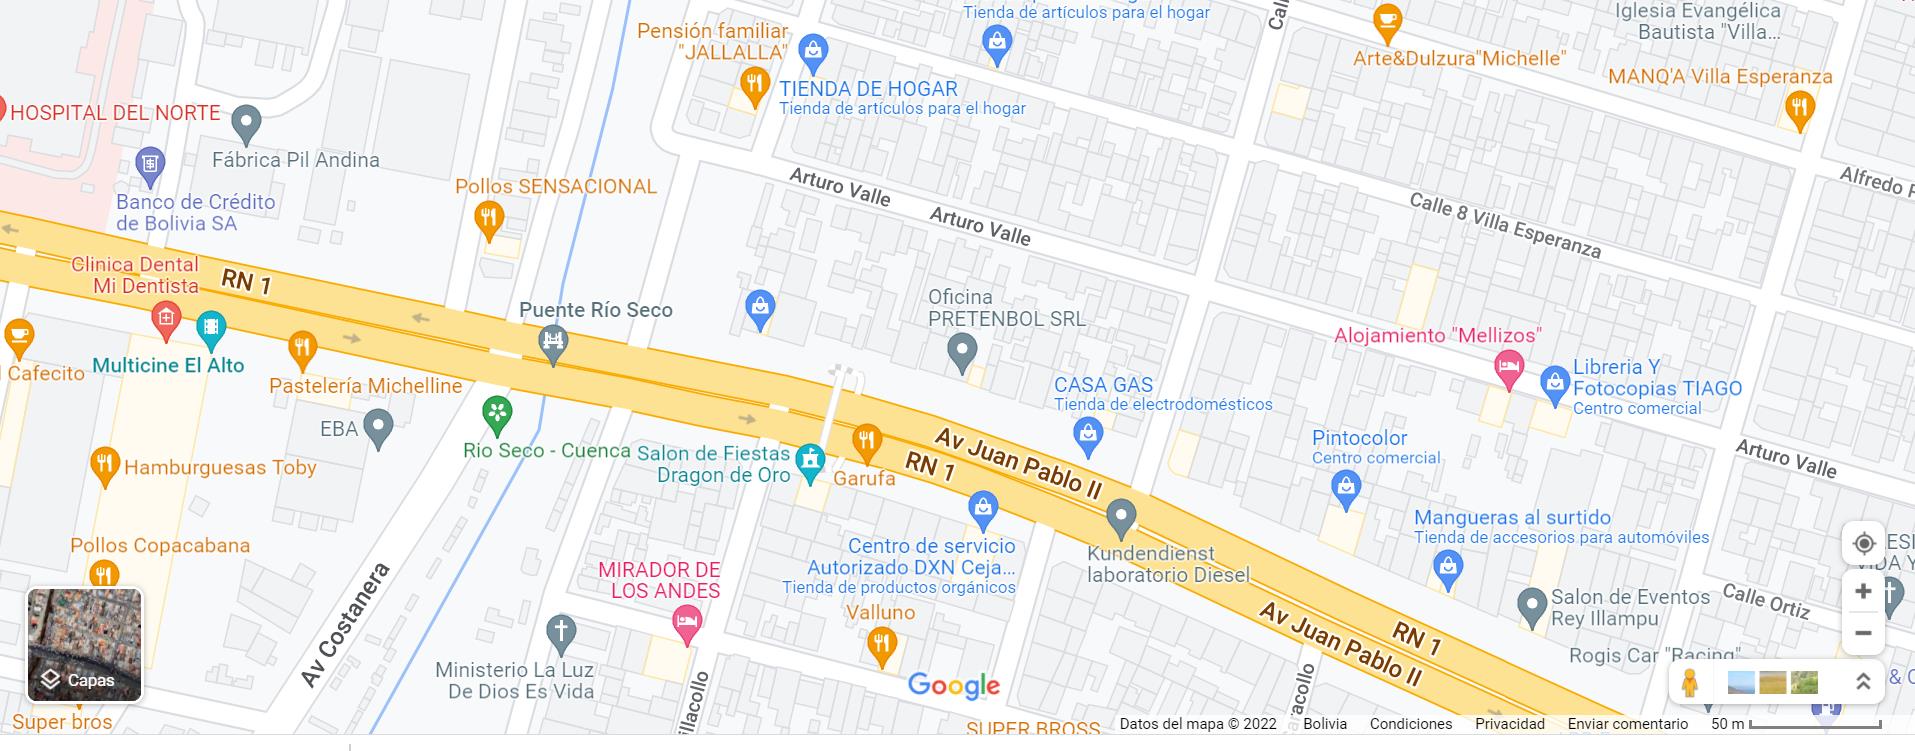 Pensión familiar
"JALLALLA"
Tienda de artículos para el hogar
Arte&Dulzura"Michelle"
Iglesia Evangélica
Bautista "Villa...
MANQ'A Villa Esperanza
TIENDA DE HOGAR
Tienda de artículos para el hogar
HOSPITAL DEL NORTE
Fábrica Pil Andina
Banco de Crédito
de Bolivia SA
Pollos SENSACIONAL
Arturo Valle
Arturo Valle
Calle 8 Villa Esperanza
Alfredo
Clinica Dental
Mi Dentista
RN 1
Puente Río Seco
Oficina
PRETENBOL SRL
Alojamiento "Mellizos"
Libreria Y
Fotocopias TIAGO
Centro comercial
Cafecito
Multicine El Alto
Pastelería Michelline
CASA GAS
Tienda de electrodomésticos
EBA
Rio Seco - Cuenca
Salon de Fiestas
Dragon de Oro
Garufa
Av Juan Pablo II
RN 1
Pintocolor
Centro comercial
Arturo Valle
Hamburguesas Toby
Mangueras al surtido
Tienda de accesorios para automóviles
Pollos Copacabana
Centro de servicio
Autorizado DXN Ceja...
Tienda de productos orgánicos
Kundendienst
laboratorio Diesel
MIRADOR DE
LOS ANDES
Valluno
Av Costanera
Salon de Eventos
Rey Illampu
Calle Ortiz
Av Juan Pablo II
RN 1
Ministerio La Luz
De Dios Es Vida
Rogis Car "Racing"
Capas
Google
Super bros
SUPER BROSS
Datos del mapa © 2022 Bolivia Condiciones Privacidad Enviar comentario 50 m